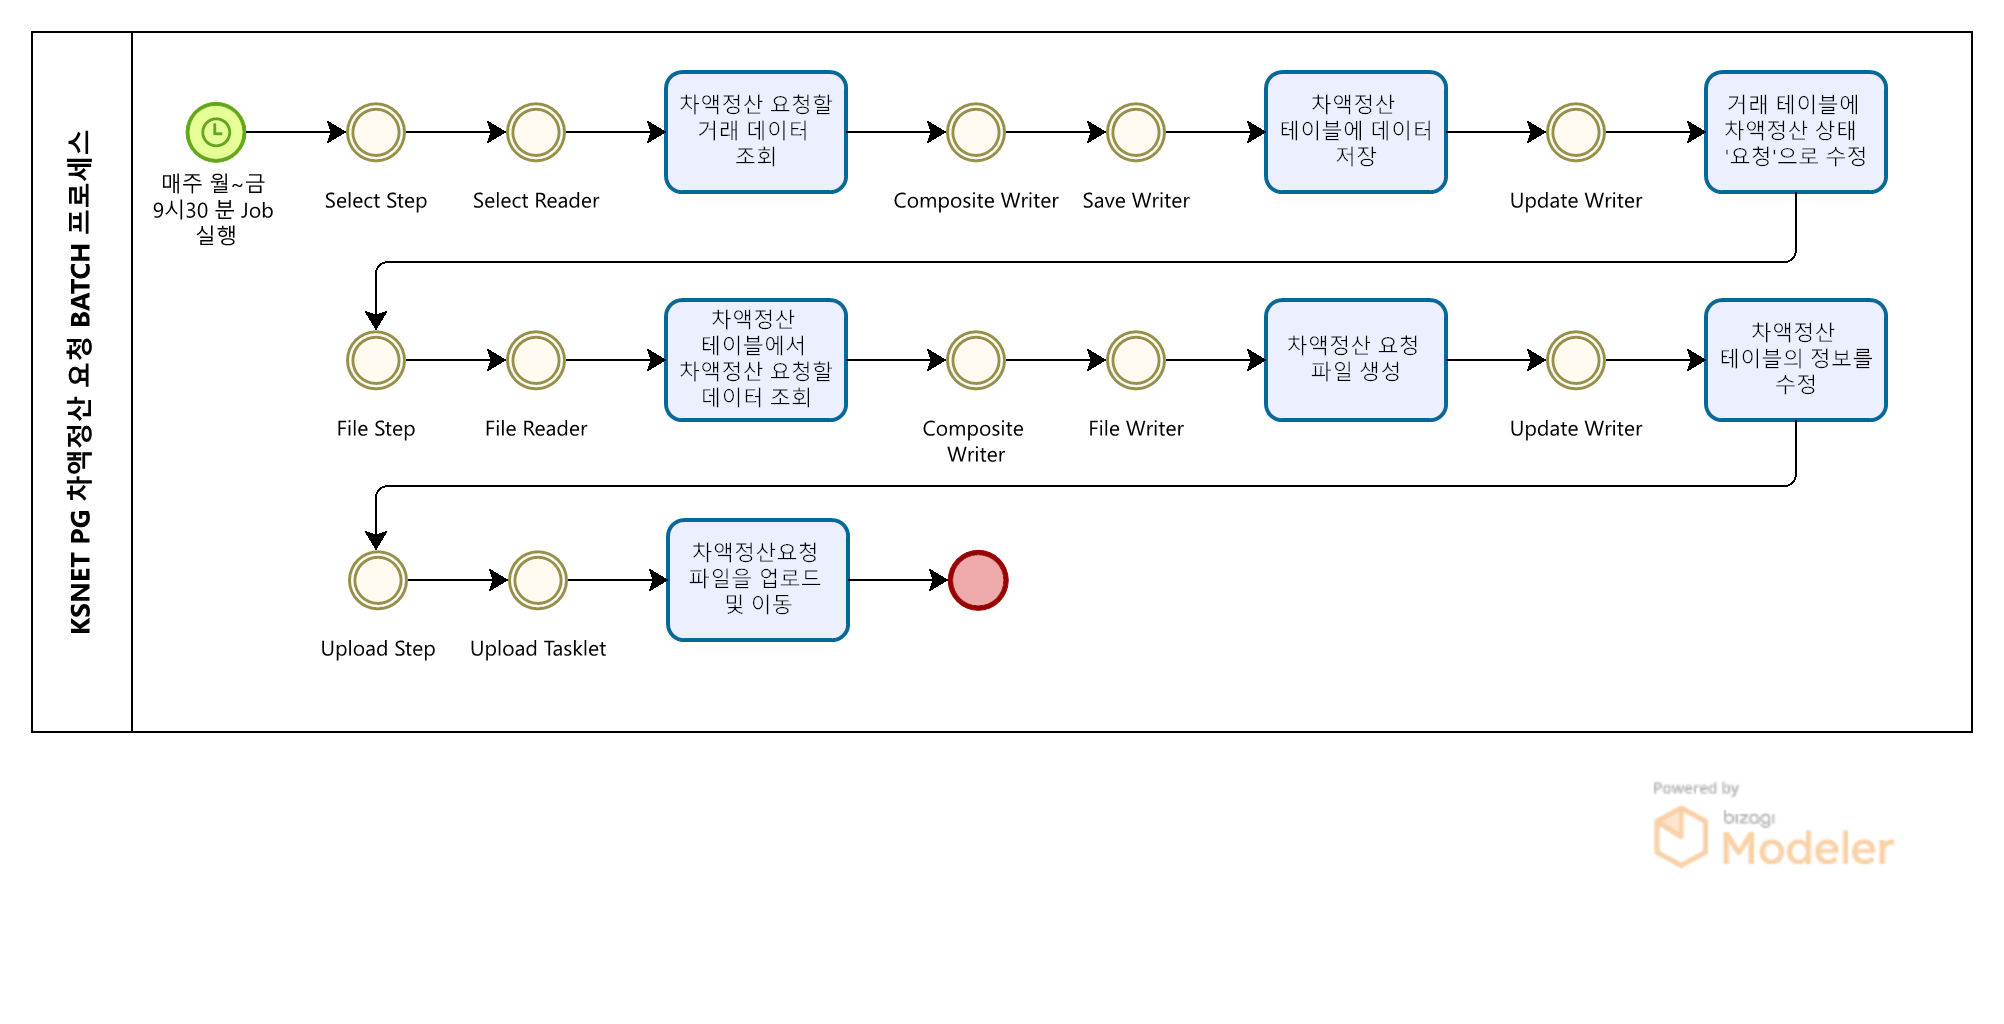 KSNET PG 차액정산 요청 BATCH 프로세스
매주 월~금
9시30 분 Job
실행
Select Step
Select Reader
차액정산 요청할
거래 데이터
조회
Composite Writer
Save Writer
차액정산
테이블에 데이터
저장
Update Writer
거래 테이블에
차액정산 상태
'요청'으로 수정
File Step
File Reader
차액정산
테이블에서
차액정산 요청할
데이터 조회
Composite
Writer
File Writer
차액정산 요청
파일 생성
Update Writer
차액정산
테이블의 정보를
수정
Upload Step
Upload Tasklet
차액정산요청
파일을 업로드
및 이동
Powered by
bizagi
Modeler